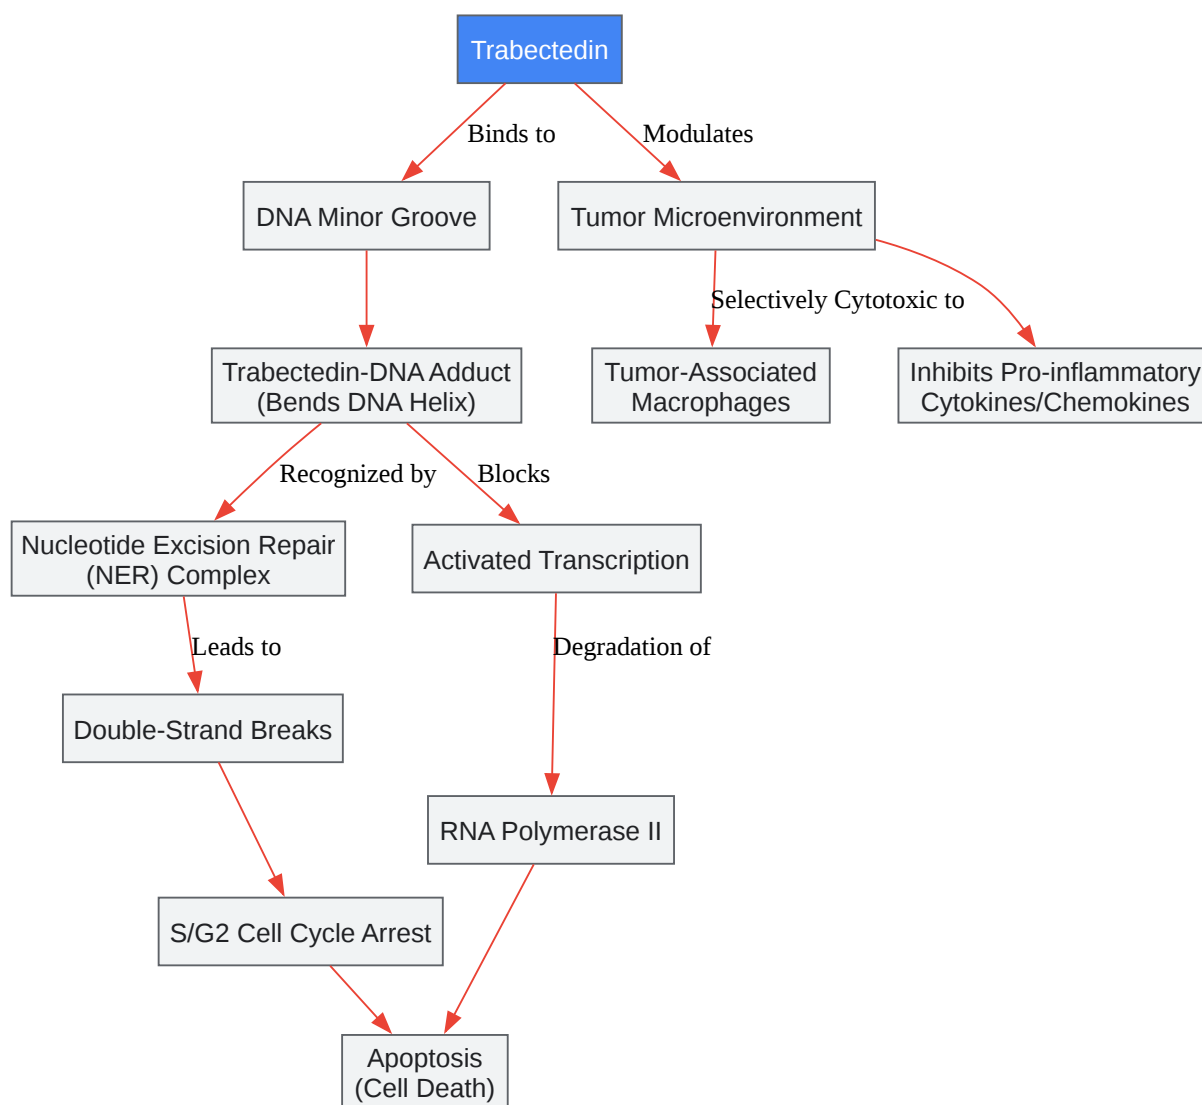 Trabectedin
Binds to
Modulates
DNA Minor Groove
Tumor Microenvironment
Selectively Cytotoxic to
Trabectedin-DNA Adduct
(Bends DNA Helix)
Tumor-Associated
Macrophages
Inhibits Pro-inflammatory
Cytokines/Chemokines
Recognized by
Blocks
Nucleotide Excision Repair
(NER) Complex
Activated Transcription
Leads to
Degradation of
Double-Strand Breaks
RNA Polymerase II
S/G2 Cell Cycle Arrest
Apoptosis
(Cell Death)